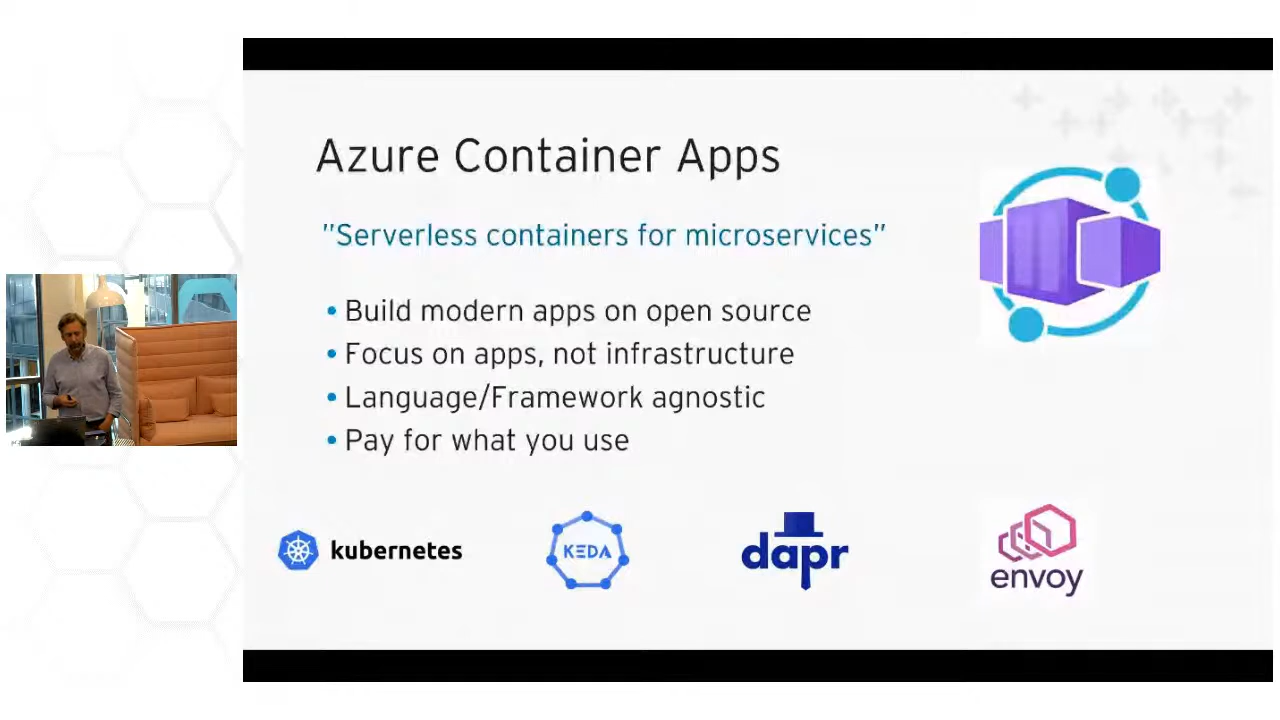 Azure Container Apps
"Serverless containers for microservices"
• Build modern apps on open source
• Focus on apps, not infrastructure
• Language/Framework agnostic
• Pay for what you use
kubernetes
KEDA
dapr
envoy